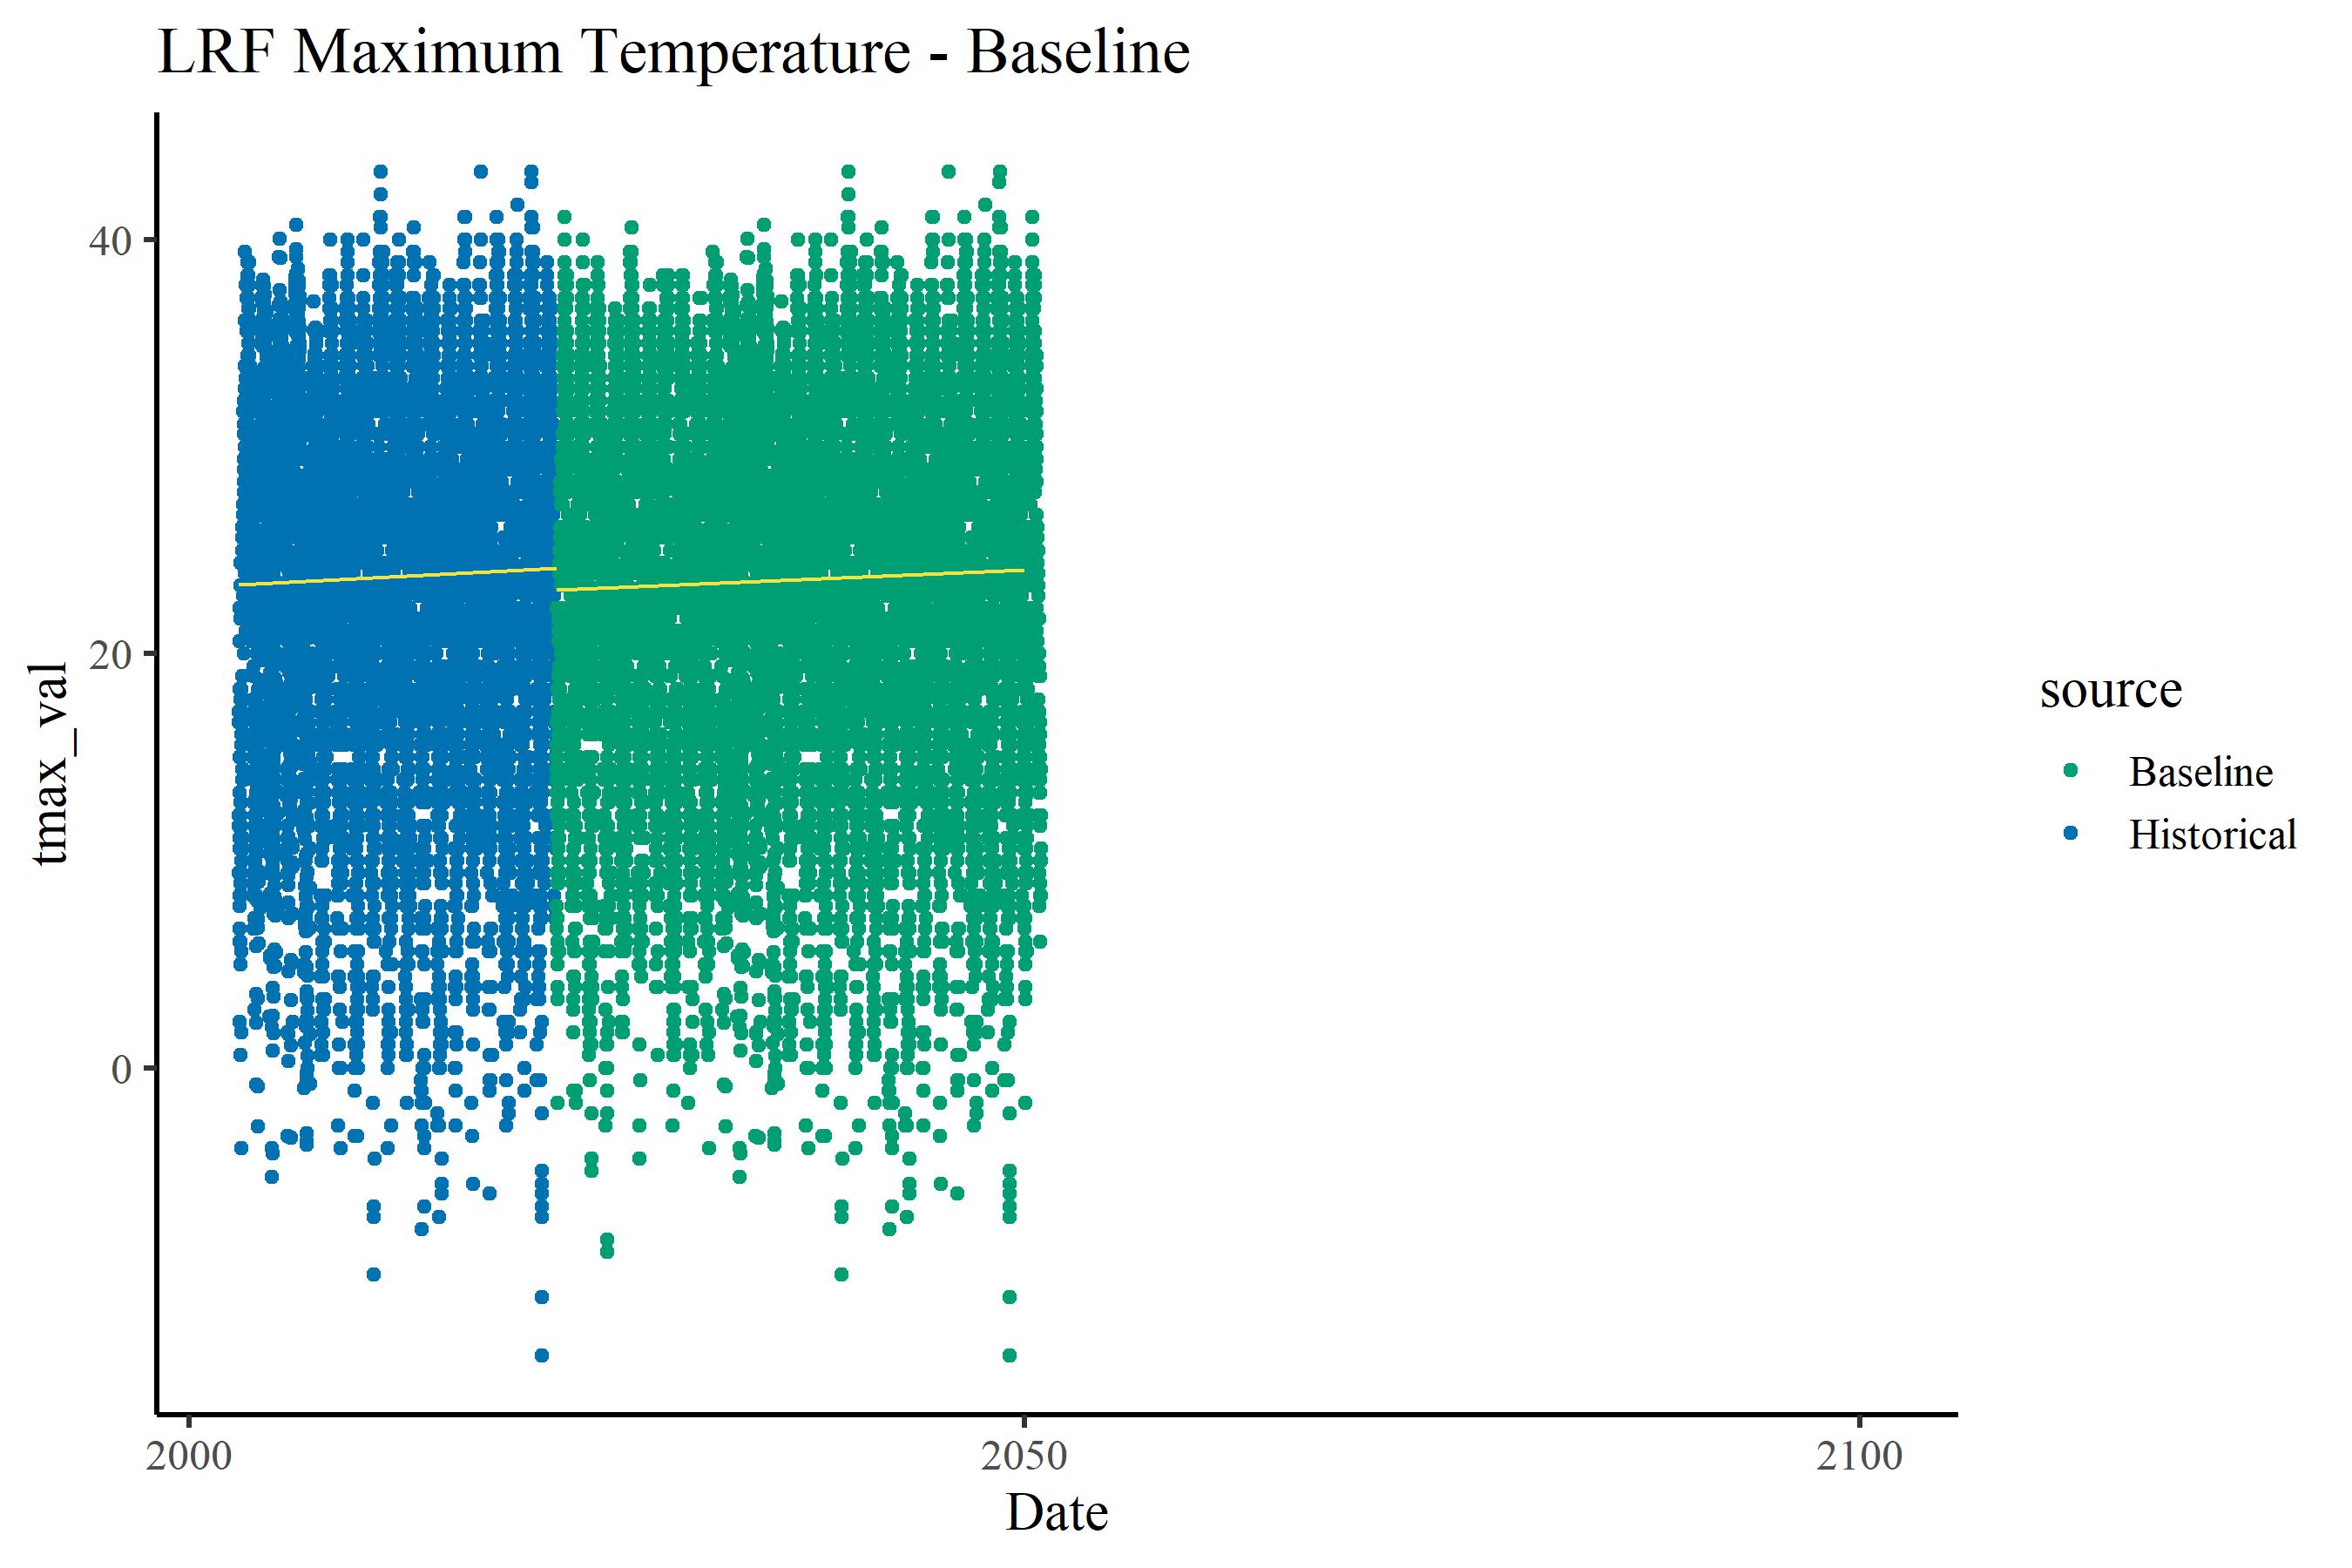 LRF Maximum Temperature - Baseline
tmax_val
40
20
0
2000
2050
2100
Date
source
Baseline
Historical